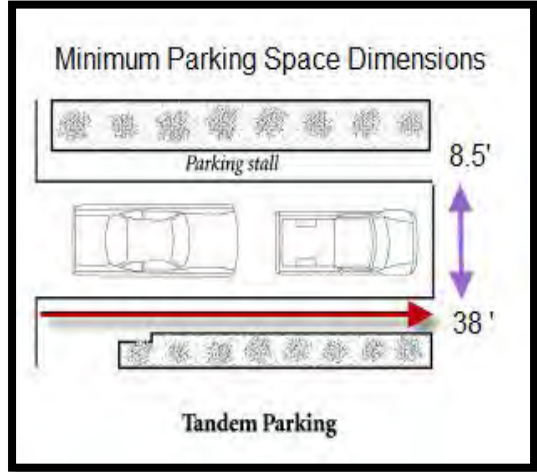 Minimum Parking Space Dimensions
Parking stall
8.5'
38 '
Tandem Parking